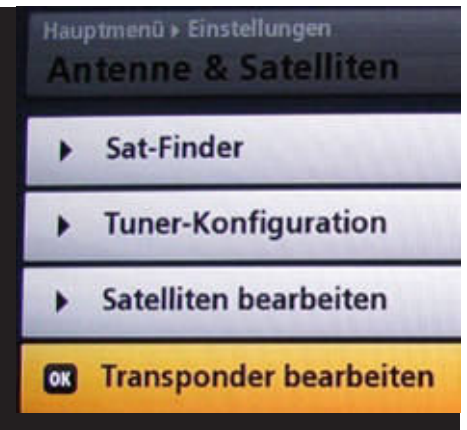 Hauptmenü ▸ Einstellungen
Antenne & Satelliten
Sat-Finder
Tuner-Konfiguration
Satelliten bearbeiten
OK Transponder bearbeiten